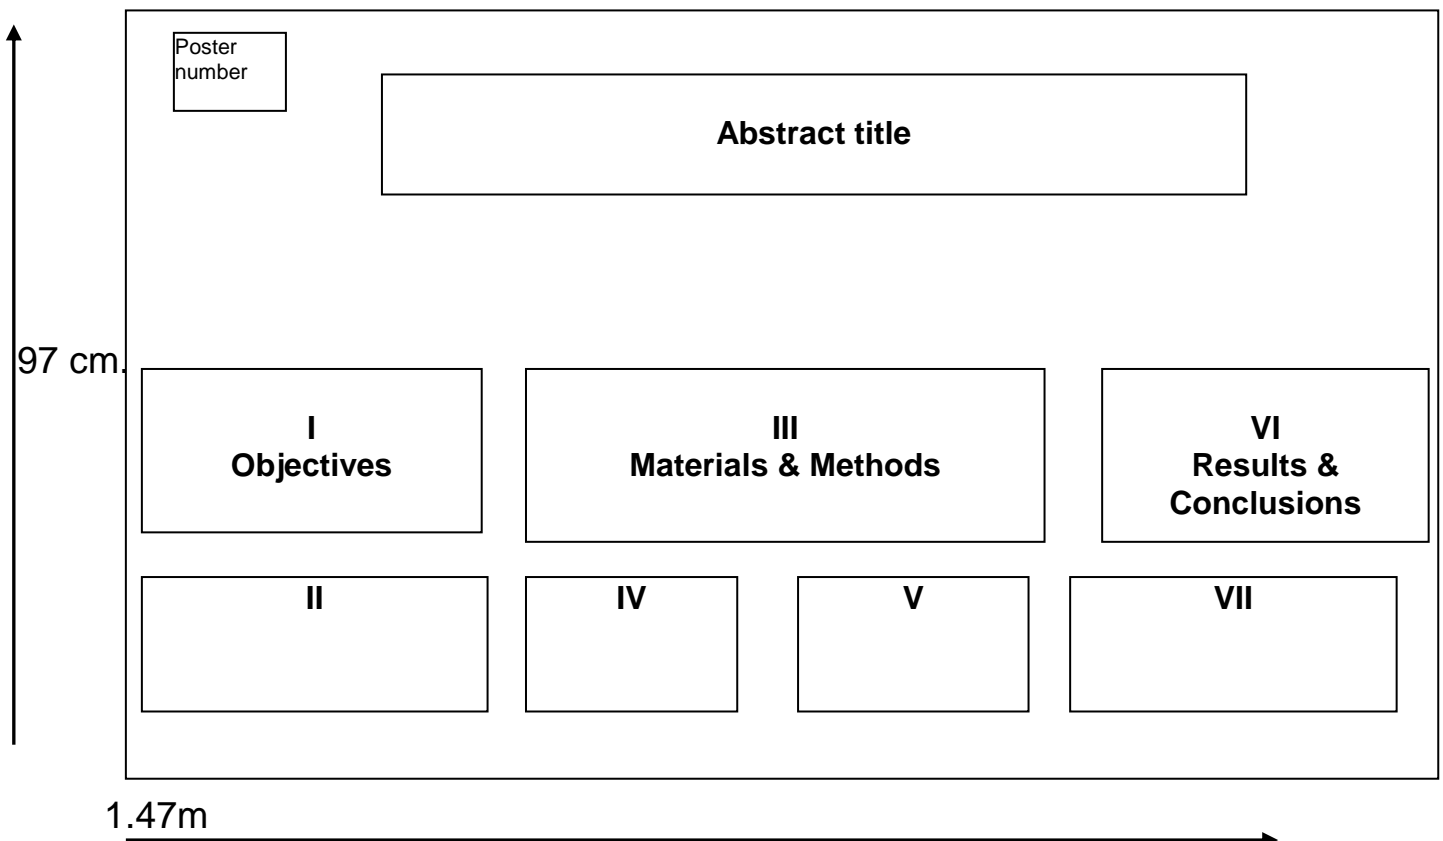 Poster
number
Abstract title
97 cm.
I
Objectives
III
Materials & Methods
VI
Results &
Conclusions
II
IV
V
VII
1.47m